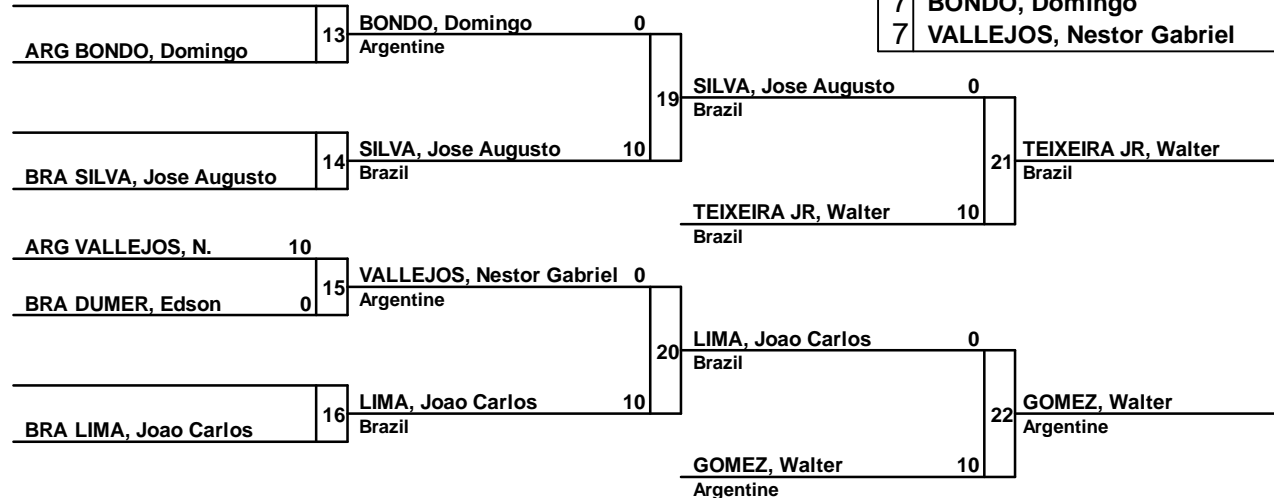 7 BONDO, Domingo
7 VALLEJOS, Nestor Gabriel
ARG BONDO, Domingo
13
BONDO, Domingo 0
Argentine
BRA SILVA, Jose Augusto
14
SILVA, Jose Augusto 10
Brazil
19
SILVA, Jose Augusto 0
Brazil
TEIXEIRA JR, Walter 10
Brazil
21
TEIXEIRA JR, Walter
Brazil
ARG VALLEJOS, N. 10
BRA DUMER, Edson 0
15
VALLEJOS, Nestor Gabriel 0
Argentine
BRA LIMA, Joao Carlos
16
LIMA, Joao Carlos 10
Brazil
20
LIMA, Joao Carlos 0
Brazil
GOMEZ, Walter 10
Argentine
22
GOMEZ, Walter
Argentine